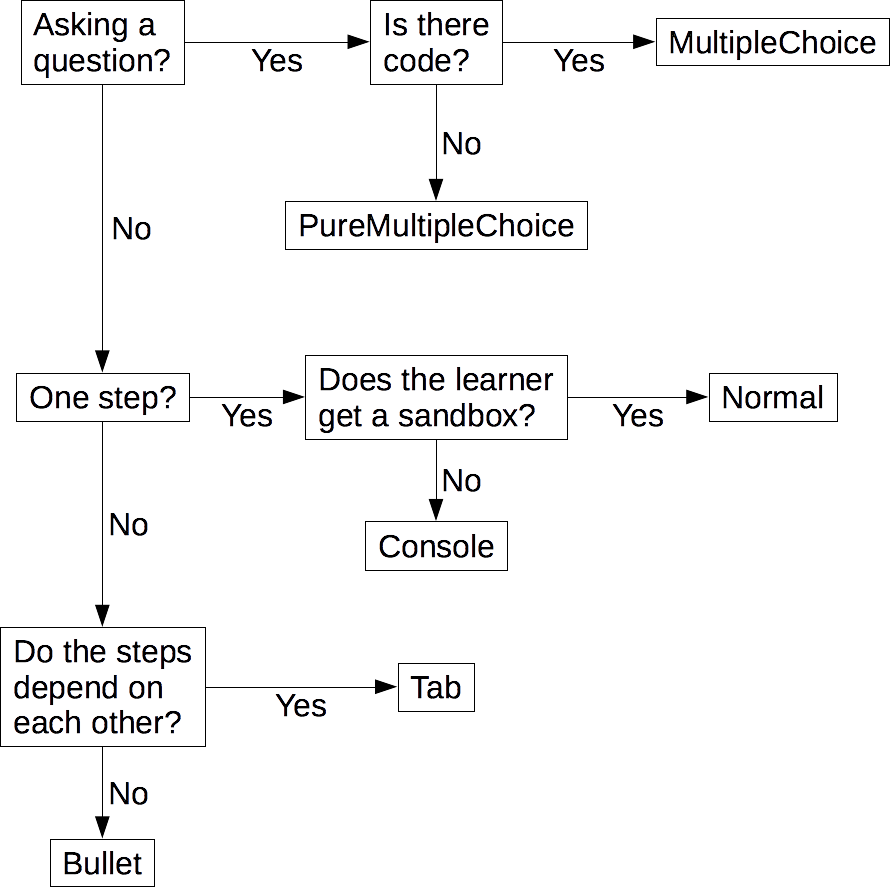 Asking a
question?
Yes
Is there
code?
Yes
MultipleChoice
No
PureMultipleChoice
No
One step?
Yes
Does the learner
get a sandbox?
Yes
Normal
No
Console
No
Do the steps
depend on
each other?
Yes
Tab
No
Bullet